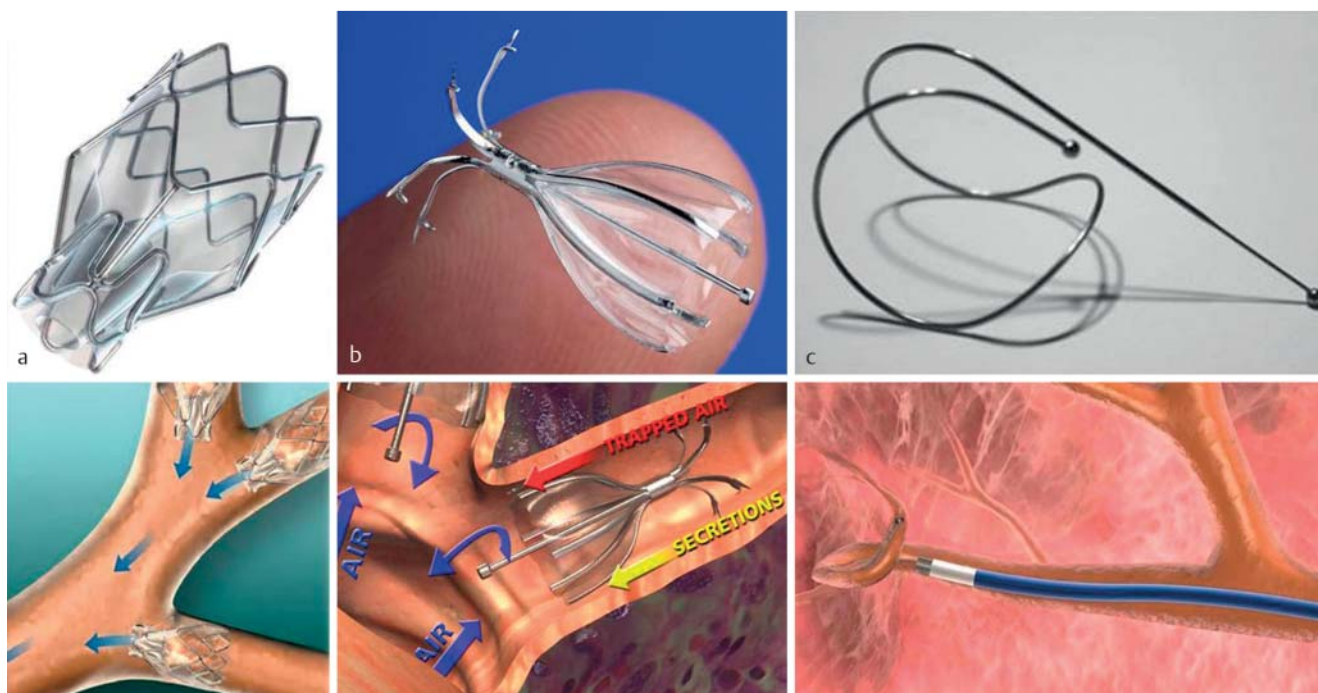 a
b
c
TRAPPED AIR
SECRETIONS
AIR
AIR